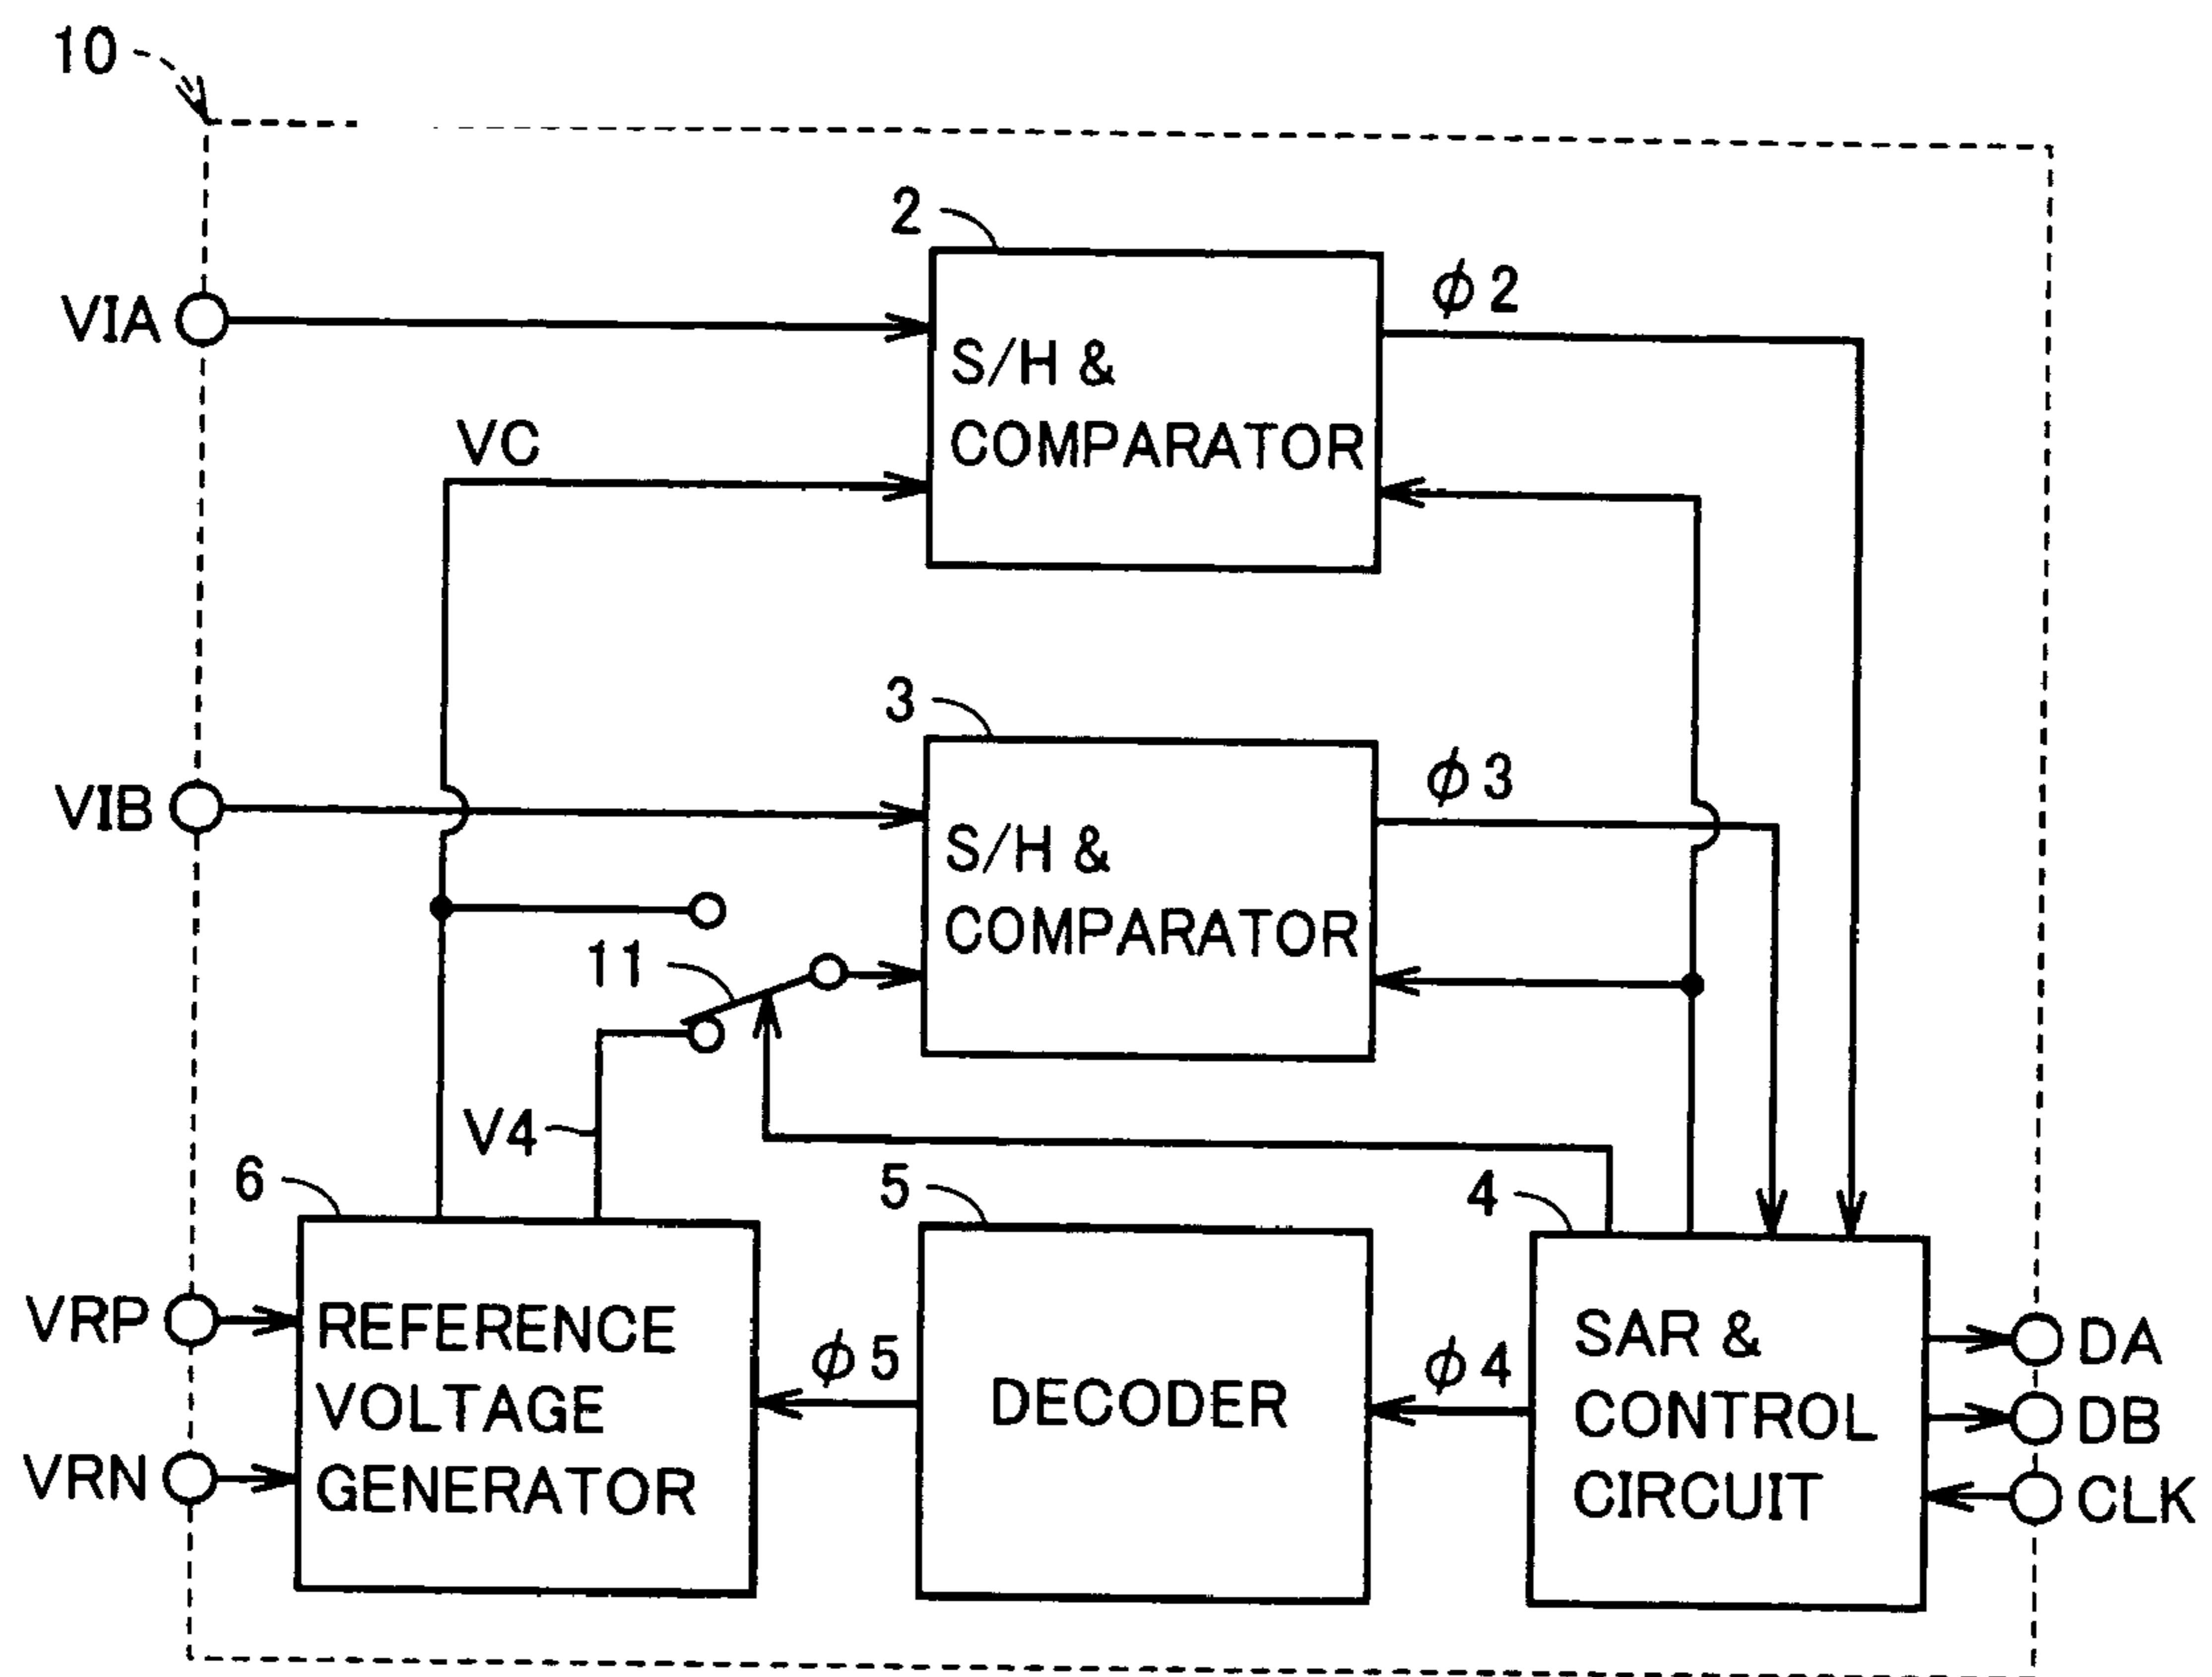 10
2
VIA
φ2
S/H &
COMPARATOR
VC
3
VIB
φ3
S/H &
COMPARATOR
11
V4
6
5
4
VRP
REFERENCE
VOLTAGE
GENERATOR
VRN
φ5
DECODER
φ4
SAR &
CONTROL
CIRCUIT
DA
DB
CLK